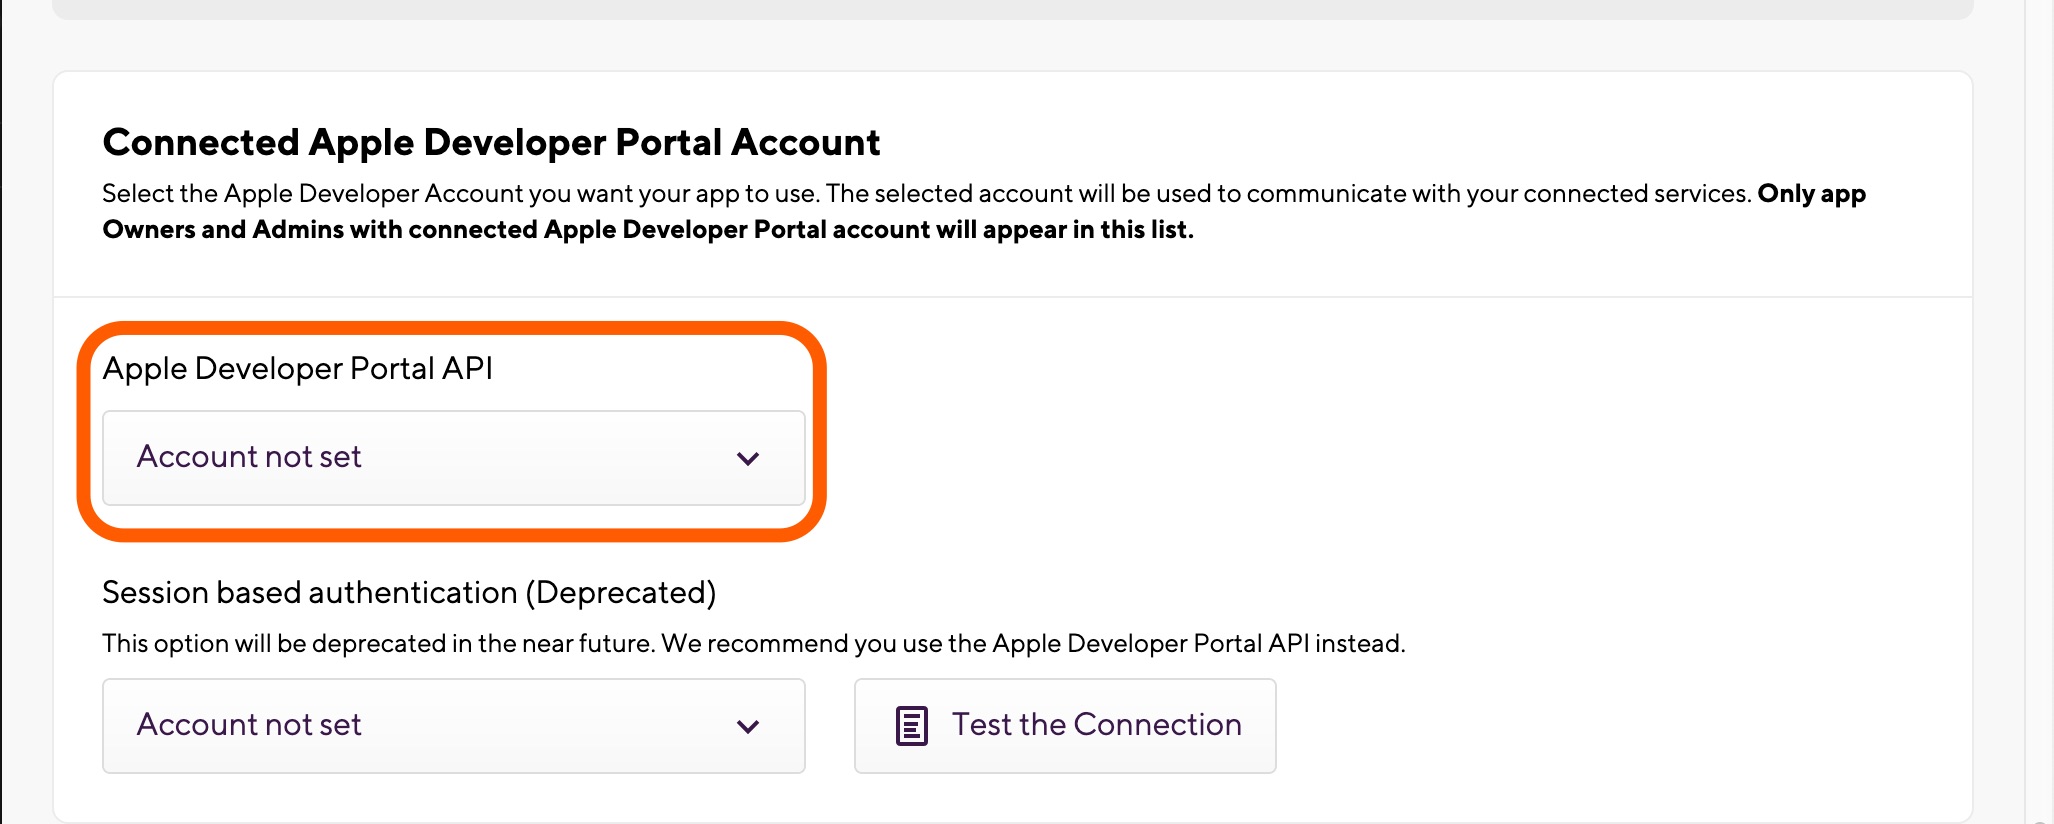 Connected Apple Developer Portal Account
Select the Apple Developer Account you want your app to use. The selected account will be used to communicate with your connected services. Only app
Owners and Admins with connected Apple Developer Portal account will appear in this list.
Apple Developer Portal API
Account not set
Session based authentication (Deprecated)
This option will be deprecated in the near future. We recommend you use the Apple Developer Portal API instead.
Account not set
Test the Connection